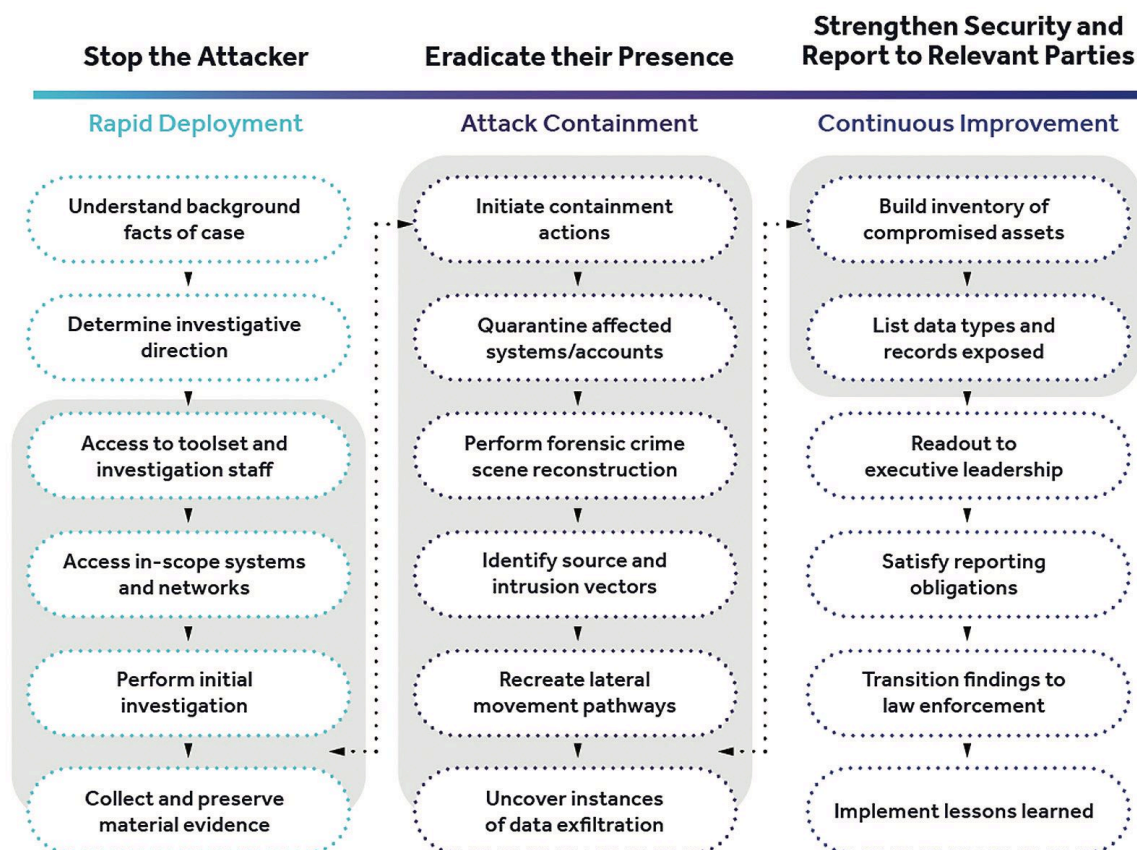 Stop the Attacker
Eradicate their Presence
Strengthen Security and
Report to Relevant Parties
Rapid Deployment
Attack Containment
Continuous Improvement
Understand background
facts of case
Determine investigative
direction
Access to toolset and
investigation staff
Access in-scope systems
and networks
Perform initial
investigation
Collect and preserve
material evidence
Initiate containment
actions
Quarantine affected
systems/accounts
Perform forensic crime
scene reconstruction
Identify source and
intrusion vectors
Recreate lateral
movement pathways
Uncover instances
of data exfiltration
Build inventory of
compromised assets
List data types and
records exposed
Readout to
executive leadership
Satisfy reporting
obligations
Transition findings to
law enforcement
Implement lessons learned